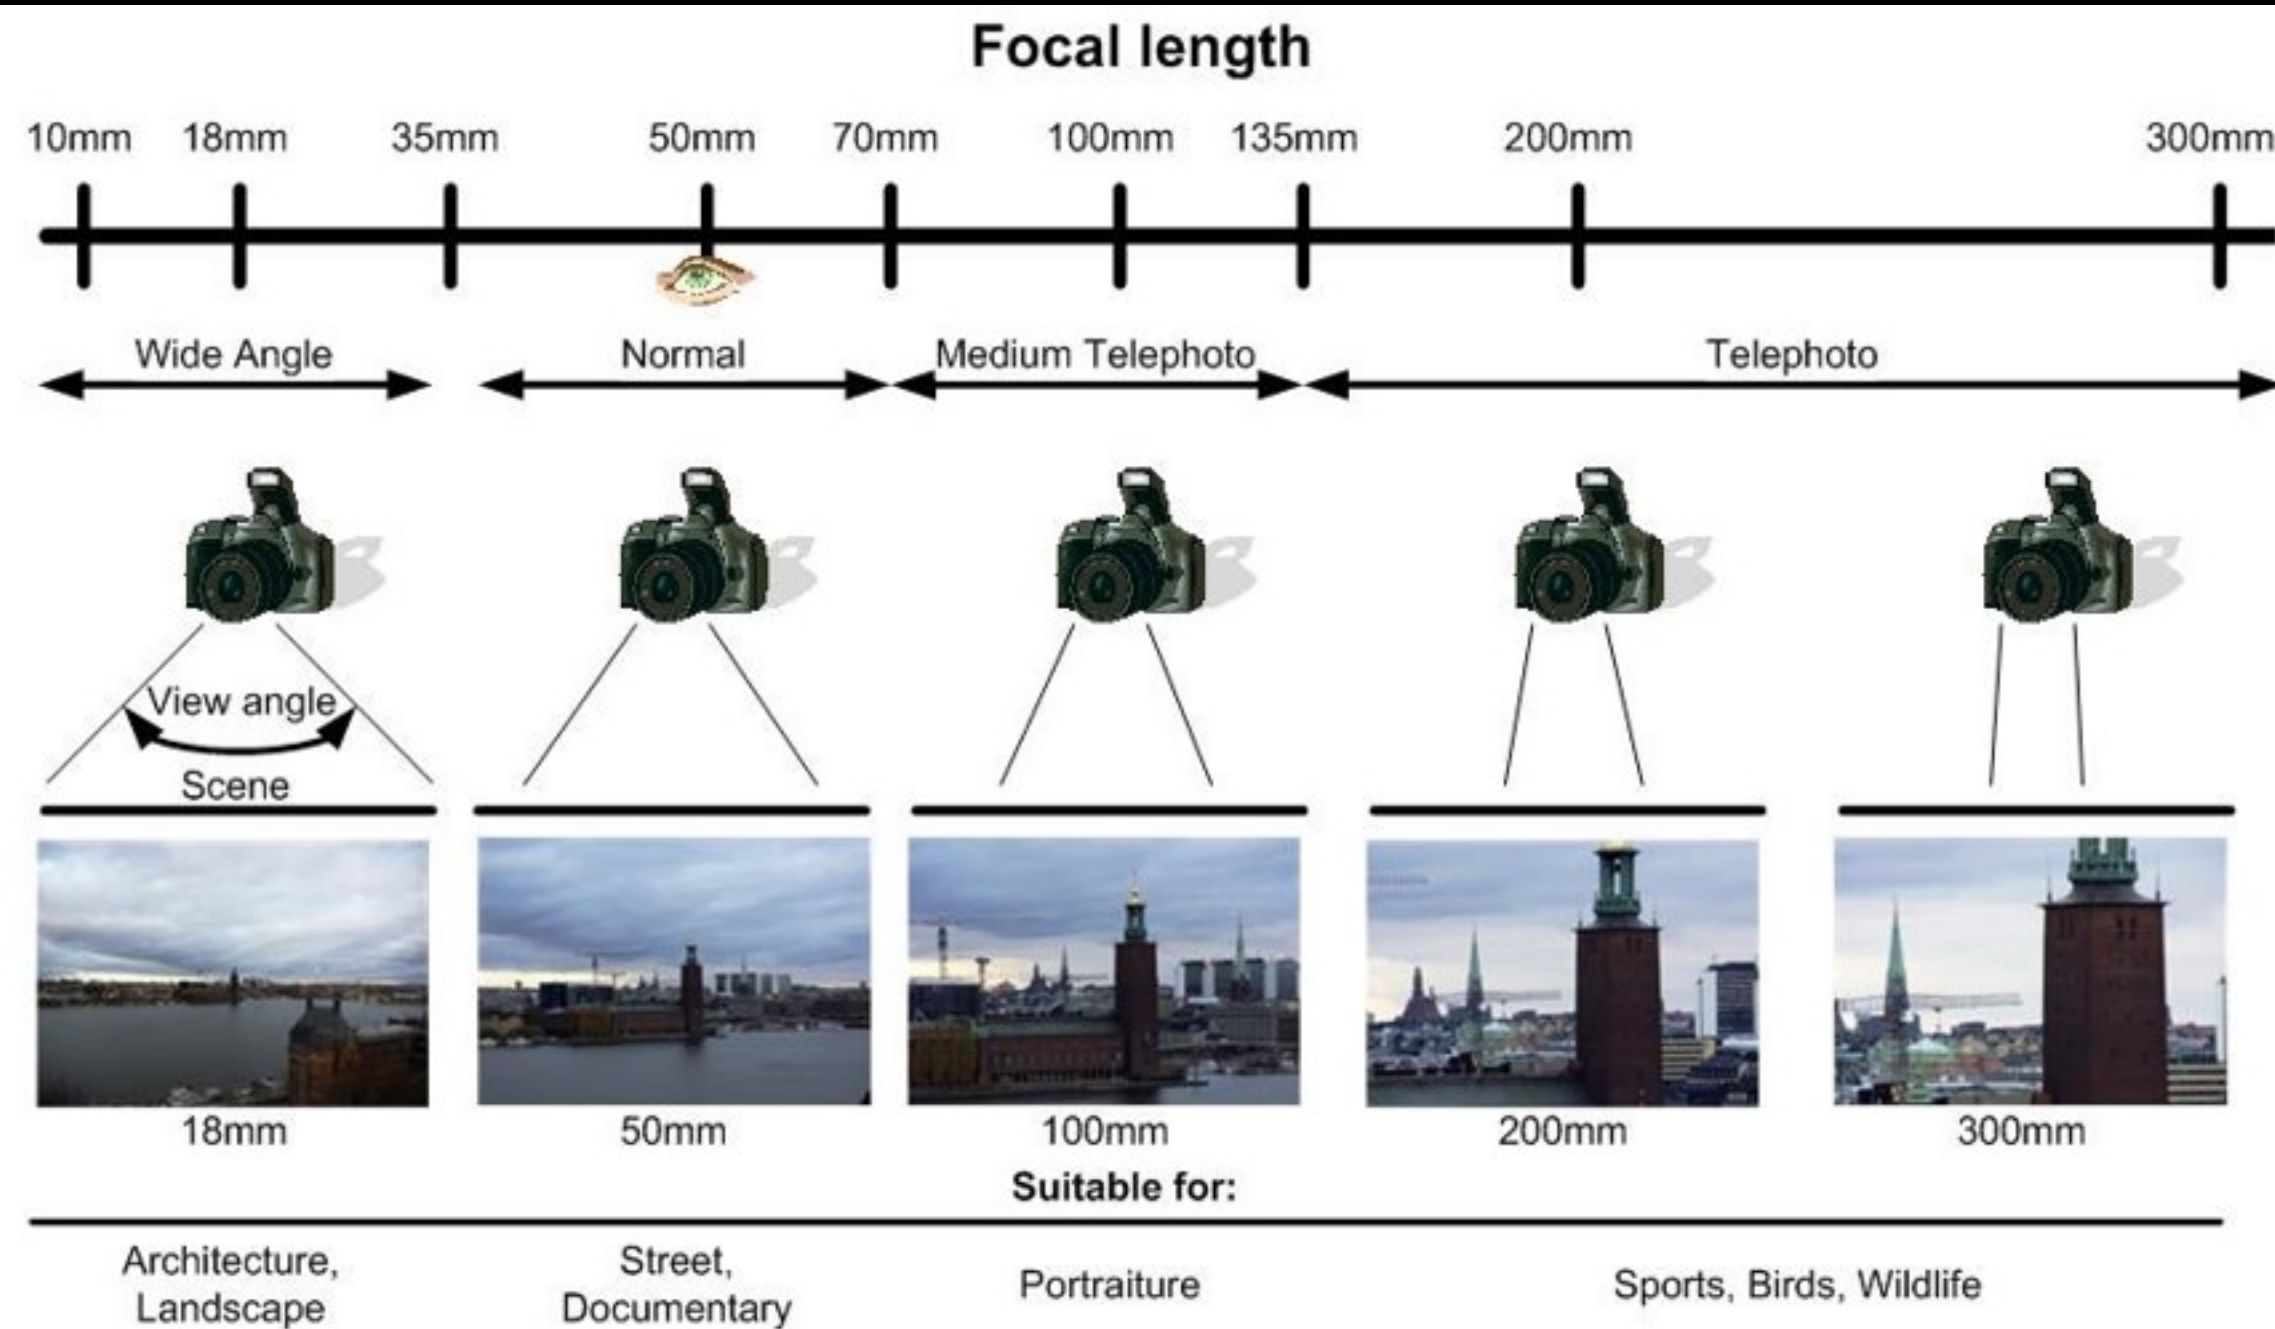 Focal length
10mm 18mm 35mm 50mm 70mm 100mm 135mm 200mm 300mm
Wide Angle Normal Medium Telephoto Telephoto
View angle
Scene
18mm 50mm 100mm 200mm 300mm
Suitable for:
Architecture, Street, Portraiture Sports, Birds, Wildlife
Landscape Documentary